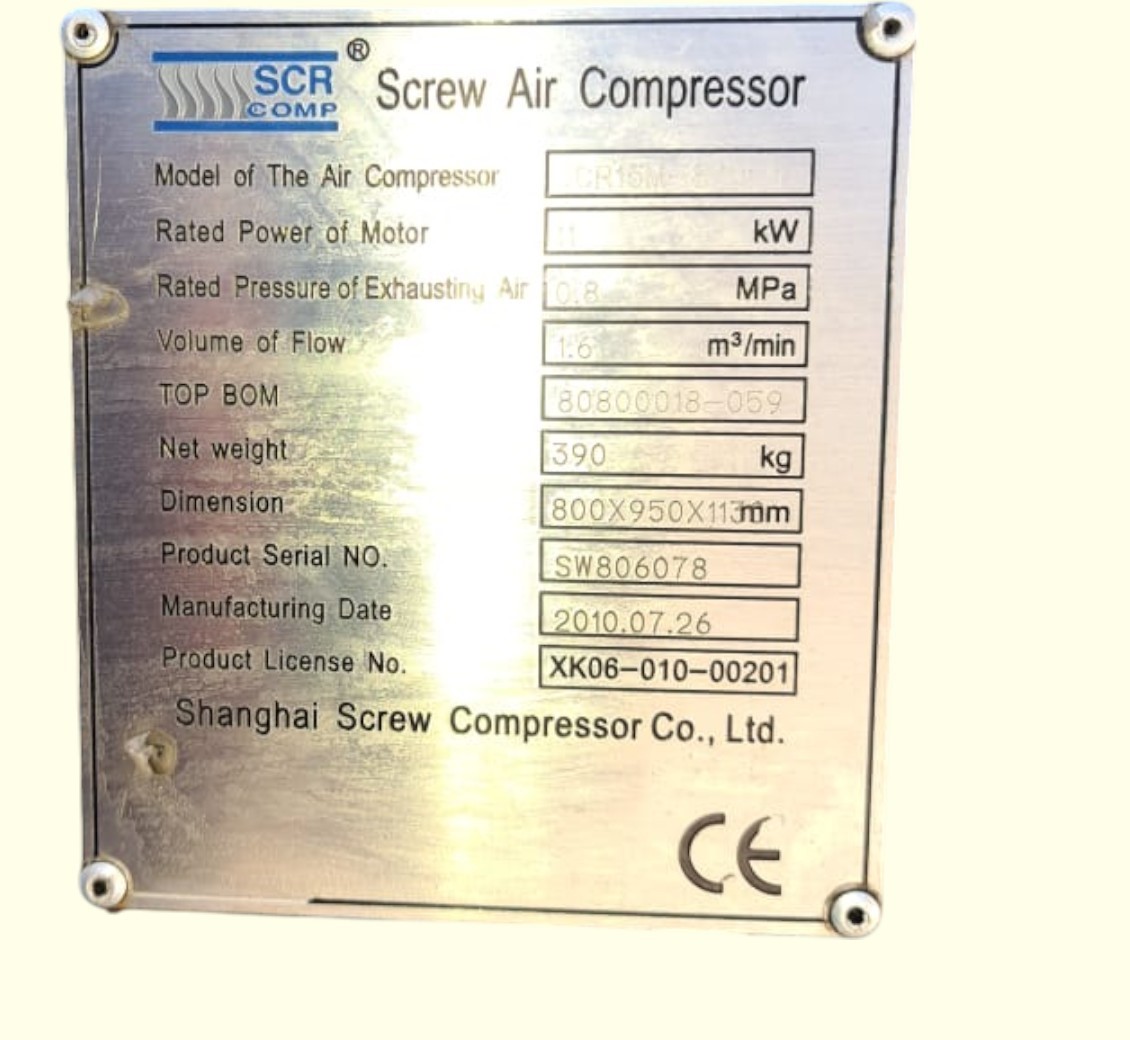 SCR COMP ® Screw Air Compressor
Model of The Air Compressor
Rated Power of Motor 11 kW
Rated Pressure of Exhausting Air 0.8 MPa
Volume of Flow 1.6 m³/min
TOP BOM 80800018-059
Net weight 390 kg
Dimension 800X950X mm
Product Serial NO. SW806078
Manufacturing Date 2010.07.26
Product License No. XK06-010-00201
Shanghai Screw Compressor Co., Ltd.
CE